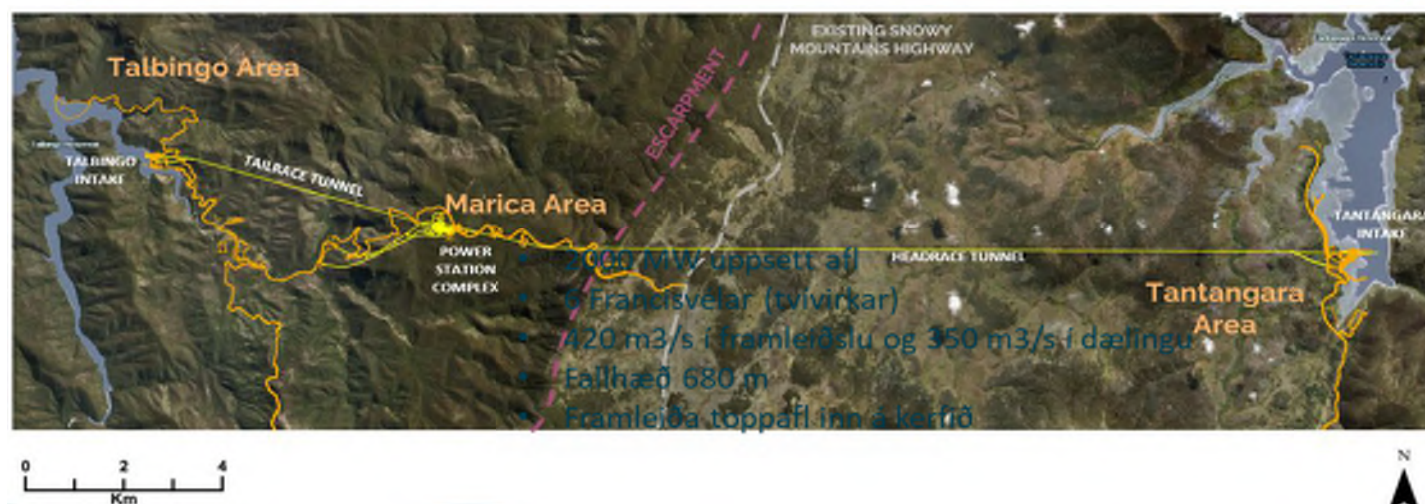 EXISTING SNOWY
MOUNTAINS HIGHWAY
Talbingo Area
ESCARPMENT
TALBINGO
INTAKE
TAILRACE TUNNEL
Marica Area
TANTANGARA
INTAKE
POWER
STATION
COMPLEX
HEADRACE TUNNEL
• 2000 MW uppsett afl
• 6 Francisvélar (tvívirkar)
• 420 m3/s í framleiðslu og 350 m3/s í dælingu
• Fallhæð 680 m
• Framleiða toppafl inn á kerfið
Tantangara
Area
0 2 4
Km
N